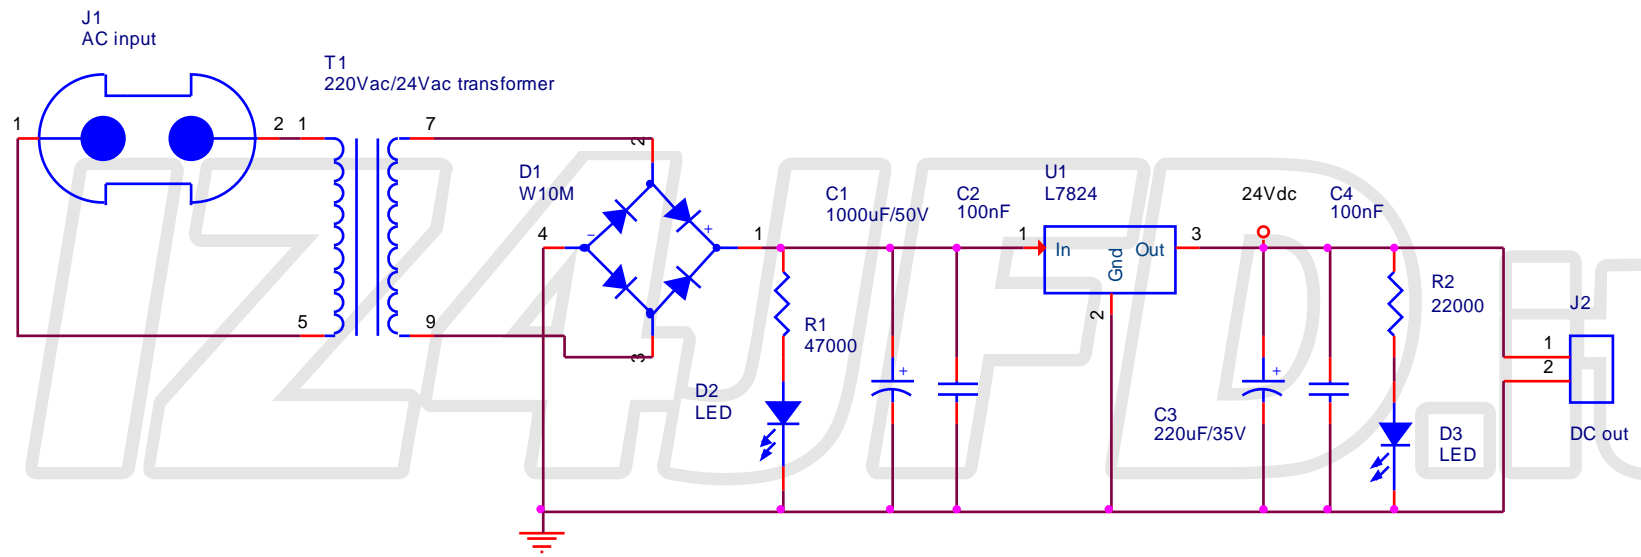 J1
AC input
T1
220Vac/24Vac transformer
1
2
1
7
5
9
D1
W10M
2
3
4
1
-
+
C1
1000uF/50V
C2
100nF
U1
L7824
1
In
Out
Gnd
3
2
24Vdc
C4
100nF
R1
47000
D2
LED
+
C3
220uF/35V
+
R2
22000
D3
LED
J2
1
2
DC out
IZ4JFD.